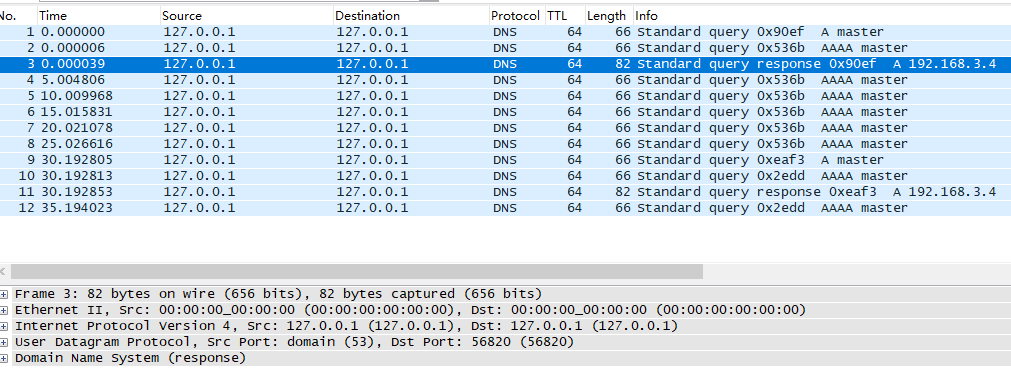 No. Time Source Destination Protocol TTL Length Info
1 0.000000 127.0.0.1 127.0.0.1 DNS 64 66 Standard query 0x90ef A master
2 0.000006 127.0.0.1 127.0.0.1 DNS 64 66 Standard query 0x536b AAAA master
3 0.000039 127.0.0.1 127.0.0.1 DNS 64 82 Standard query response 0x90ef A 192.168.3.4
4 5.004806 127.0.0.1 127.0.0.1 DNS 64 66 Standard query 0x536b AAAA master
5 10.009968 127.0.0.1 127.0.0.1 DNS 64 66 Standard query 0x536b AAAA master
6 15.015831 127.0.0.1 127.0.0.1 DNS 64 66 Standard query 0x536b AAAA master
7 20.021078 127.0.0.1 127.0.0.1 DNS 64 66 Standard query 0x536b AAAA master
8 25.026616 127.0.0.1 127.0.0.1 DNS 64 66 Standard query 0x536b AAAA master
9 30.192805 127.0.0.1 127.0.0.1 DNS 64 66 Standard query 0xeaf3 A master
10 30.192813 127.0.0.1 127.0.0.1 DNS 64 66 Standard query 0x2edd AAAA master
11 30.192853 127.0.0.1 127.0.0.1 DNS 64 82 Standard query response 0xeaf3 A 192.168.3.4
12 35.194023 127.0.0.1 127.0.0.1 DNS 64 66 Standard query 0x2edd AAAA master
Frame 3: 82 bytes on wire (656 bits), 82 bytes captured (656 bits)
Ethernet II, Src: 00:00:00_00:00:00 (00:00:00:00:00:00), Dst: 00:00:00_00:00:00 (00:00:00:00:00:00)
Internet Protocol Version 4, Src: 127.0.0.1 (127.0.0.1), Dst: 127.0.0.1 (127.0.0.1)
User Datagram Protocol, Src Port: domain (53), Dst Port: 56820 (56820)
Domain Name System (response)